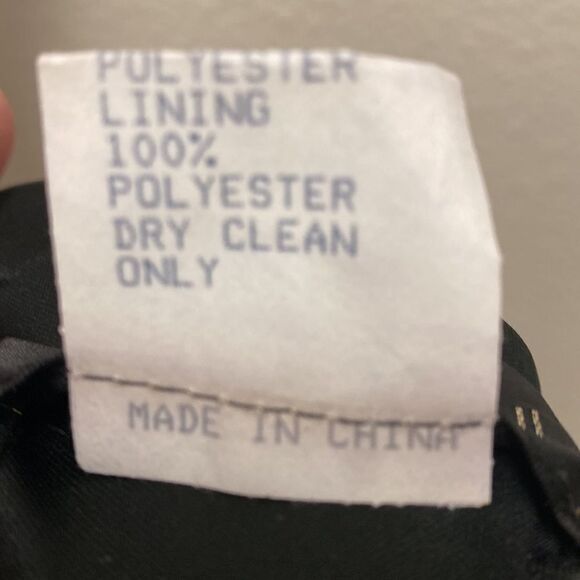 POLYESTER
LINING
100%
POLYESTER
DRY CLEAN
ONLY
MADE IN CHINA